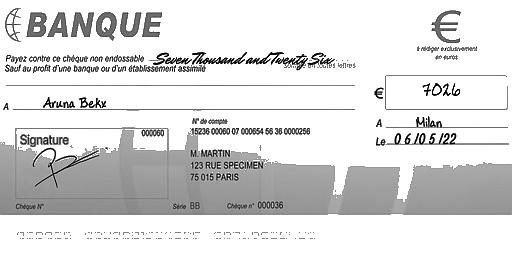 BANQUE
€
à rédiger exclusivement
en euros
Payez contre ce chèque non endossable Seven Thousand and Twenty Six
Sauf au profit d'une banque ou d'un établissement assimilé
somme en toutes lettres
€ 7026
A Aruna Bekx
A Milan
Le 06/05/22
Signature
000060
N° de compte
15236 00060 07 000654 56 36 0000256
M. MARTIN
123 RUE SPECIMEN
75 015 PARIS
Chèque N°
Série BB
Chèque n° 000036